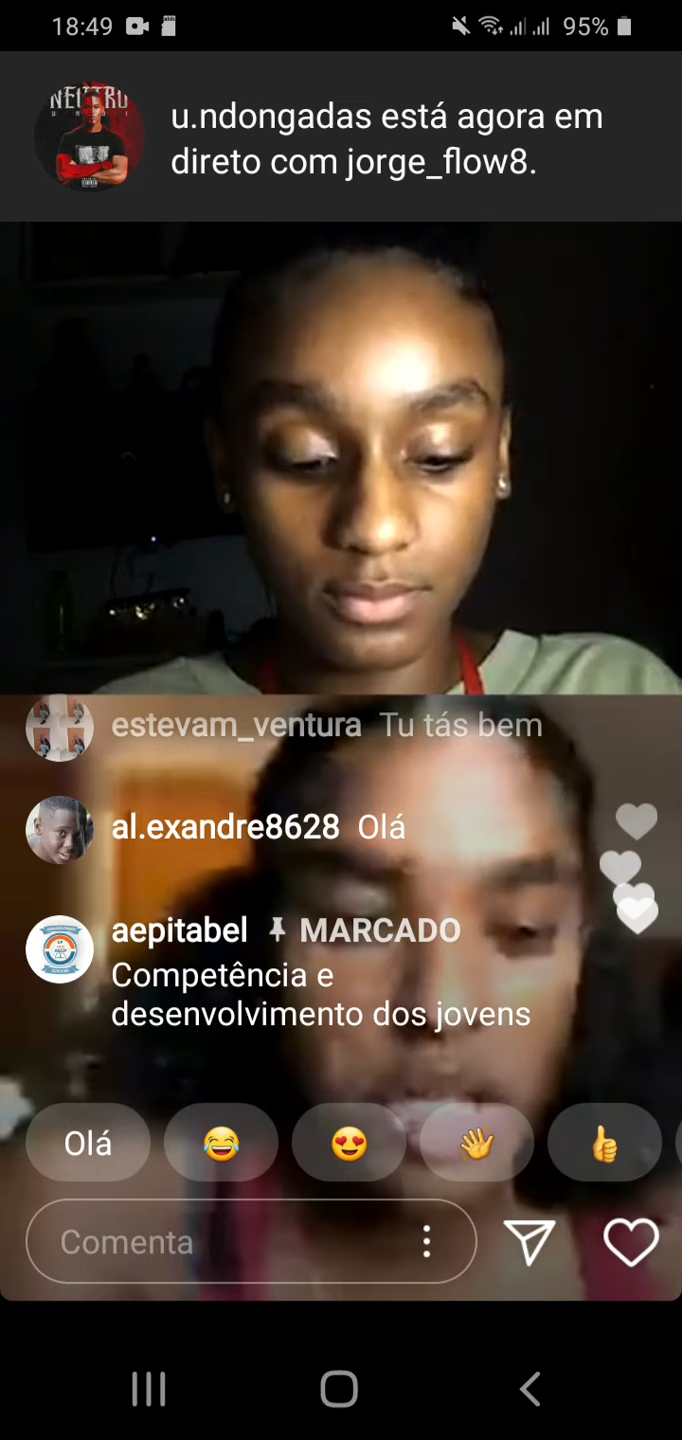 18:49
95%
NEUTRO
u.ndongadas está agora em
direto com jorge_flow8.
estevam_ventura Tu tás bem
al.exandre8628 Olá
aepitabel MARCADO
Competência e
desenvolvimento dos jovens
Olá
Comenta